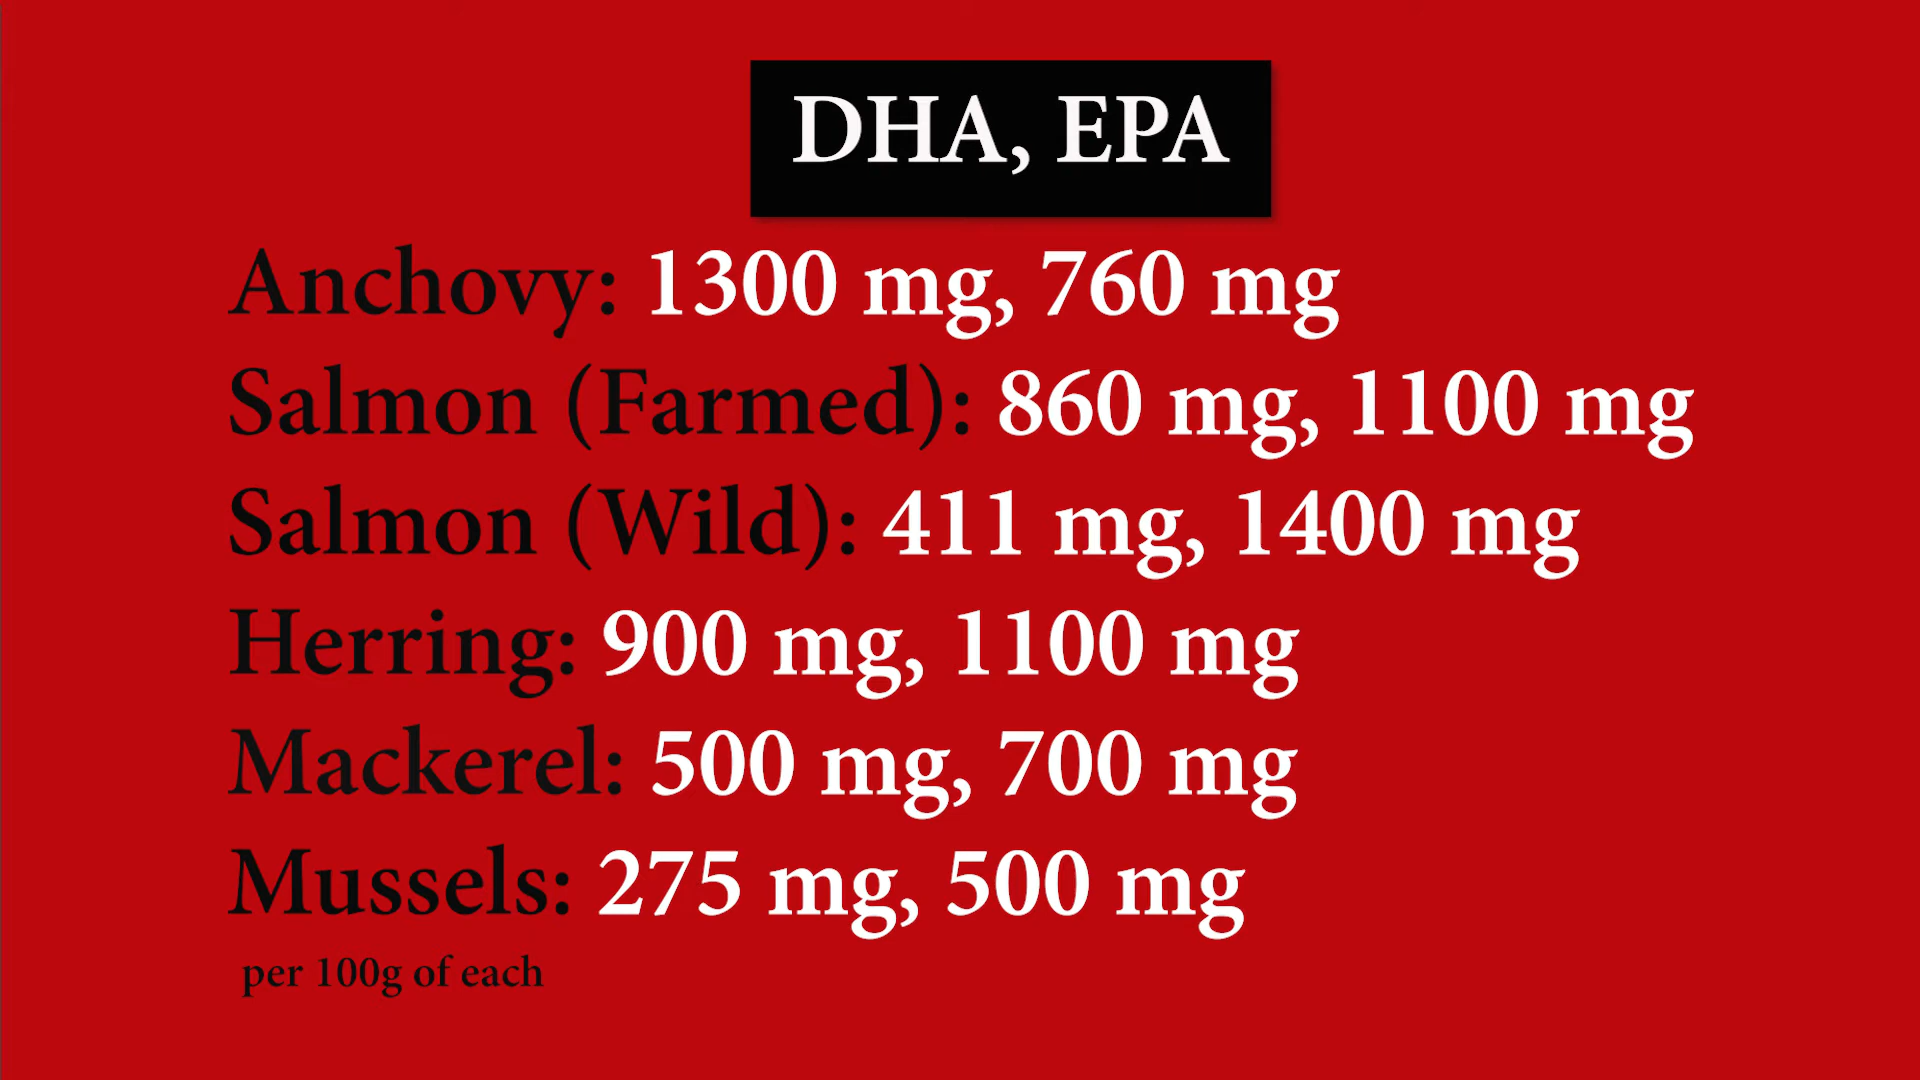 DHA, EPA
Anchovy: 1300 mg, 760 mg
Salmon (Farmed): 860 mg, 1100 mg
Salmon (Wild): 411 mg, 1400 mg
Herring: 900 mg, 1100 mg
Mackerel: 500 mg, 700 mg
Mussels: 275 mg, 500 mg
per 100g of each